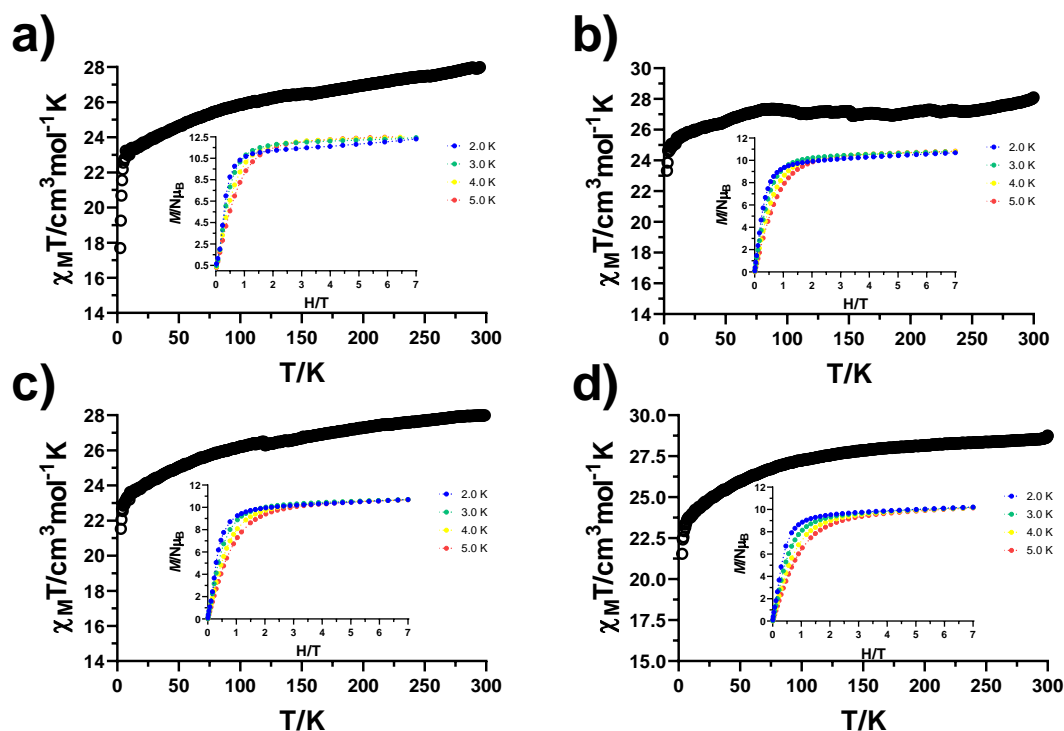 a)
χMT/cm³mol⁻¹K
28
26
24
22
20
18
16
14
0 50 100 150 200 250 300
T/K
M/NμB
12.5
10.5
8.5
6.5
4.5
2.5
0.5
0 1 2 3 4 5 6 7
H/T
2.0 K
3.0 K
4.0 K
5.0 K
b)
χMT/cm³mol⁻¹K
30
28
26
24
22
20
18
16
14
0 50 100 150 200 250 300
T/K
M/NμB
12
10
8
6
4
2
0
0 1 2 3 4 5 6 7
H/T
2.0 K
3.0 K
4.0 K
5.0 K
c)
χMT/cm³mol⁻¹K
28
26
24
22
20
18
16
14
0 50 100 150 200 250 300
T/K
M/NμB
12
10
8
6
4
2
0
0 1 2 3 4 5 6 7
H/T
2.0 K
3.0 K
4.0 K
5.0 K
d)
χMT/cm³mol⁻¹K
30.0
27.5
25.0
22.5
20.0
17.5
15.0
0 50 100 150 200 250 300
T/K
M/NμB
12
10
8
6
4
2
0
0 1 2 3 4 5 6 7
H/T
2.0 K
3.0 K
4.0 K
5.0 K